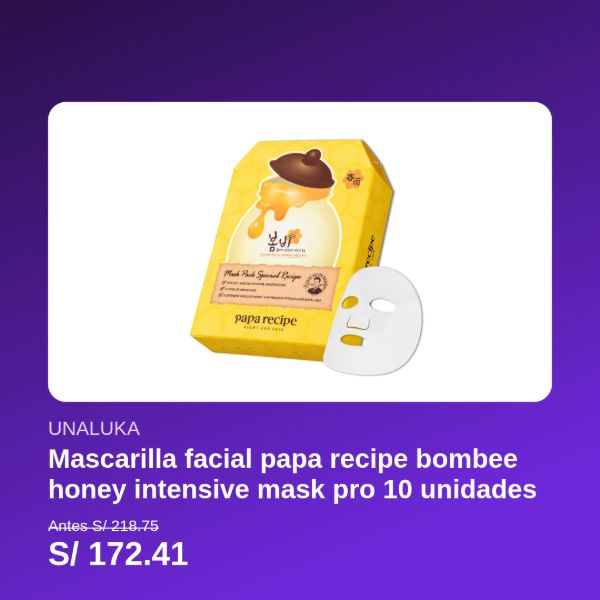 봄비
Mask Pack Special Recipe
papa recipe
recipe
UNALUKA
Mascarilla facial papa recipe bombee
honey intensive mask pro 10 unidades
Antes S/ 218.75
S/ 172.41